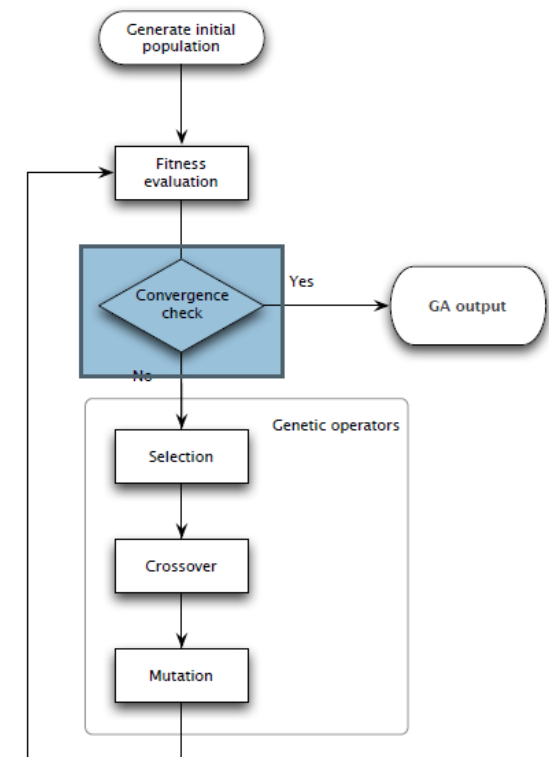 Generate initial
population
Fitness
evaluation
Convergence
check
Yes
GA output
No
Genetic operators
Selection
Crossover
Mutation